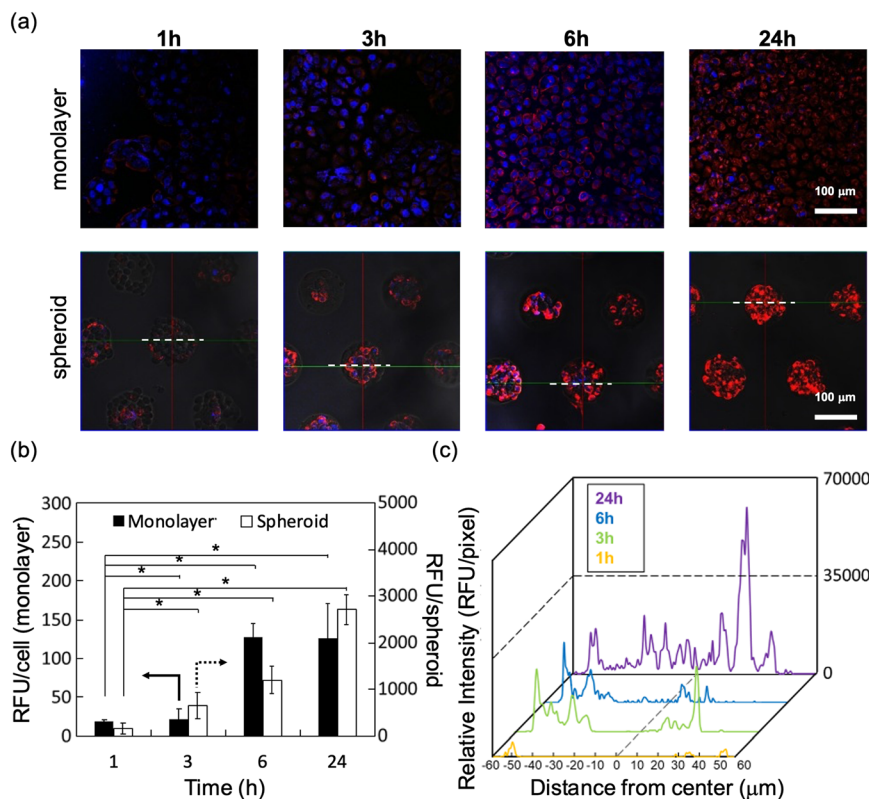 (a)
1h 3h 6h 24h
monolayer
100 μm
spheroid
100 μm
(b)
RFU/cell (monolayer)
300
250
200
150
100
50
0
Monolayer Spheroid
* * *
* * *
5000
4000
3000
2000
1000
0
RFU/spheroid
1 3 6 24
Time (h)
(c)
Relative Intensity (RFU/pixel)
24h
6h
3h
1h
70000
35000
0
-60 -50 -40 -30 -20 -10 0 10 20 30 40 50 60
Distance from center (μm)